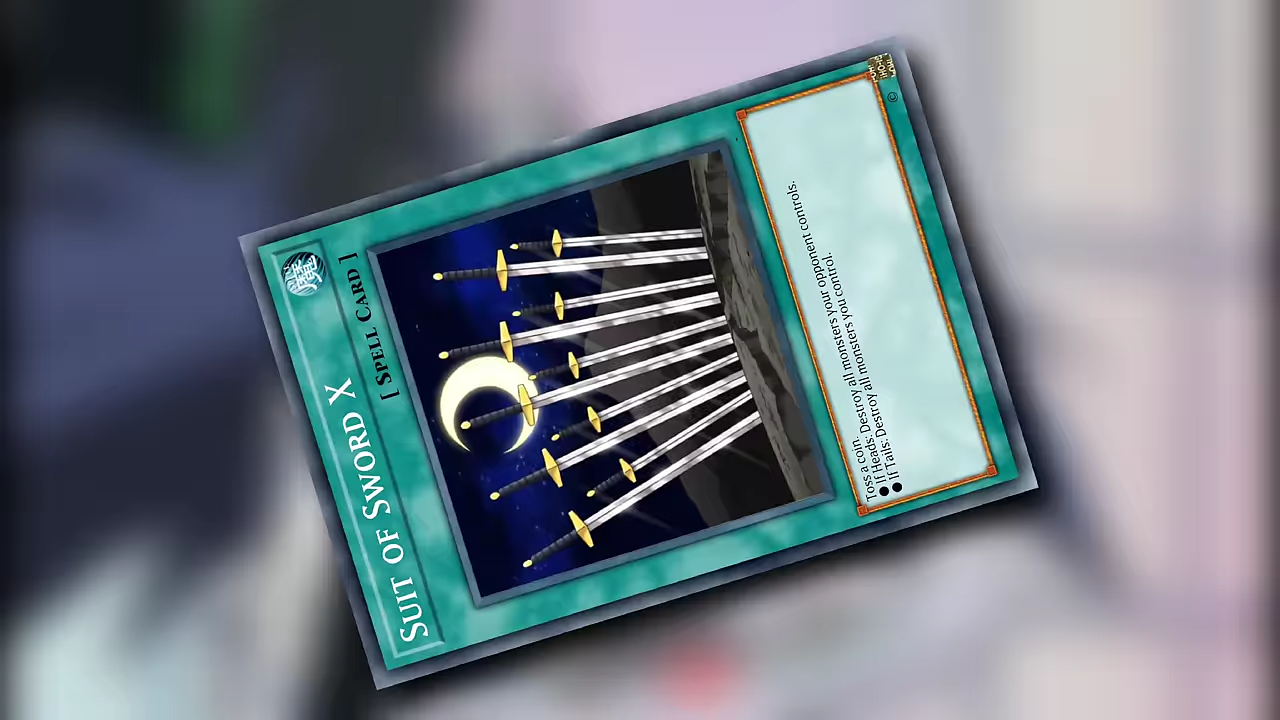 SUIT OF SWORD X
[ SPELL CARD ]
Toss a coin.
● If Heads: Destroy all monsters your opponent controls.
● If Tails: Destroy all monsters you control.
©